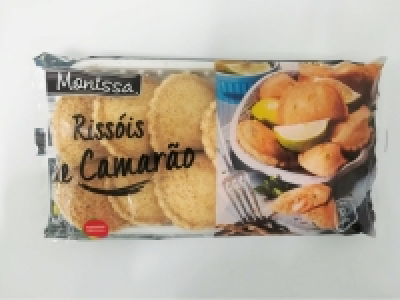 Monissa
Rissóis
de Camarão